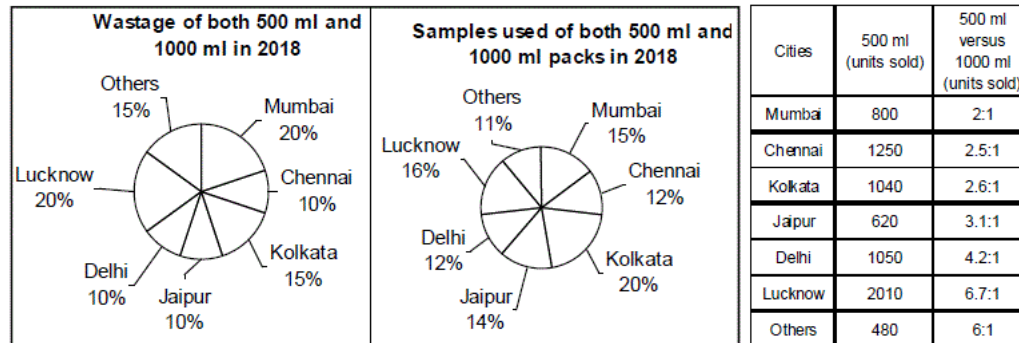 Wastage of both 500 ml and
1000 ml in 2018
Others
15%
Mumbai
20%
Chennai
10%
Kolkata
15%
Jaipur
10%
Delhi
10%
Lucknow
20%
Samples used of both 500 ml and
1000 ml packs in 2018
Others
11%
Mumbai
15%
Chennai
12%
Kolkata
20%
Jaipur
14%
Delhi
12%
Lucknow
16%
Cities
500 ml
(units sold)
500 ml
versus
1000 ml
(units sold)
Mumbai 800 2:1
Chennai 1250 2.5:1
Kolkata 1040 2.6:1
Jaipur 620 3.1:1
Delhi 1050 4.2:1
Lucknow 2010 6.7:1
Others 480 6:1